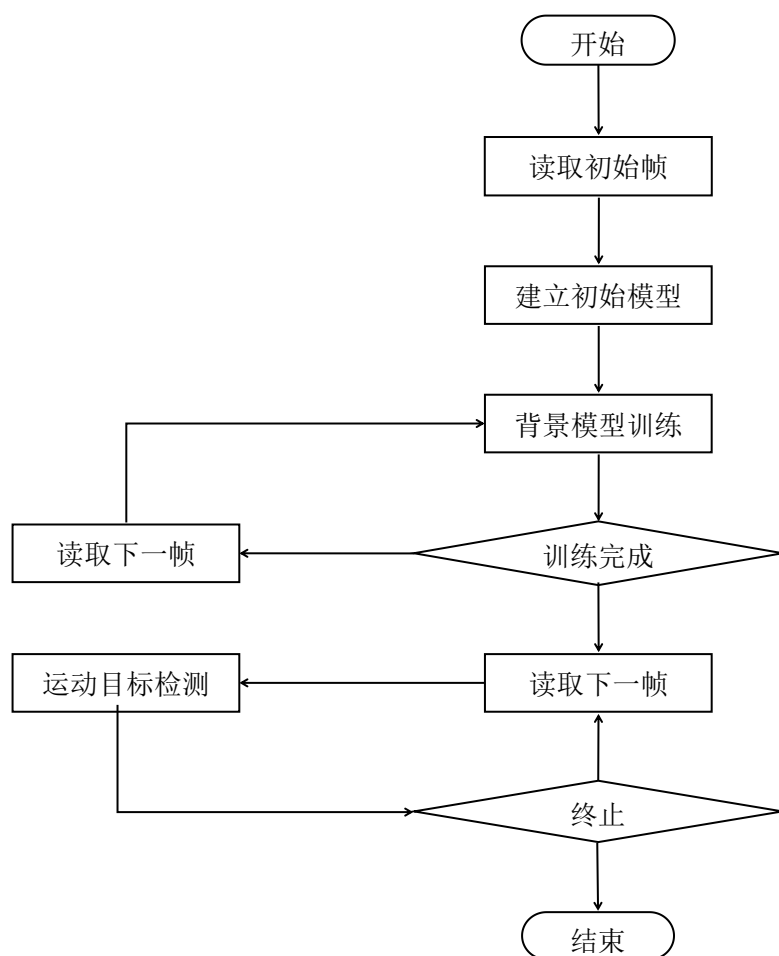 开始
读取初始帧
建立初始模型
背景模型训练
读取下一帧
训练完成
运动目标检测
读取下一帧
终止
结束